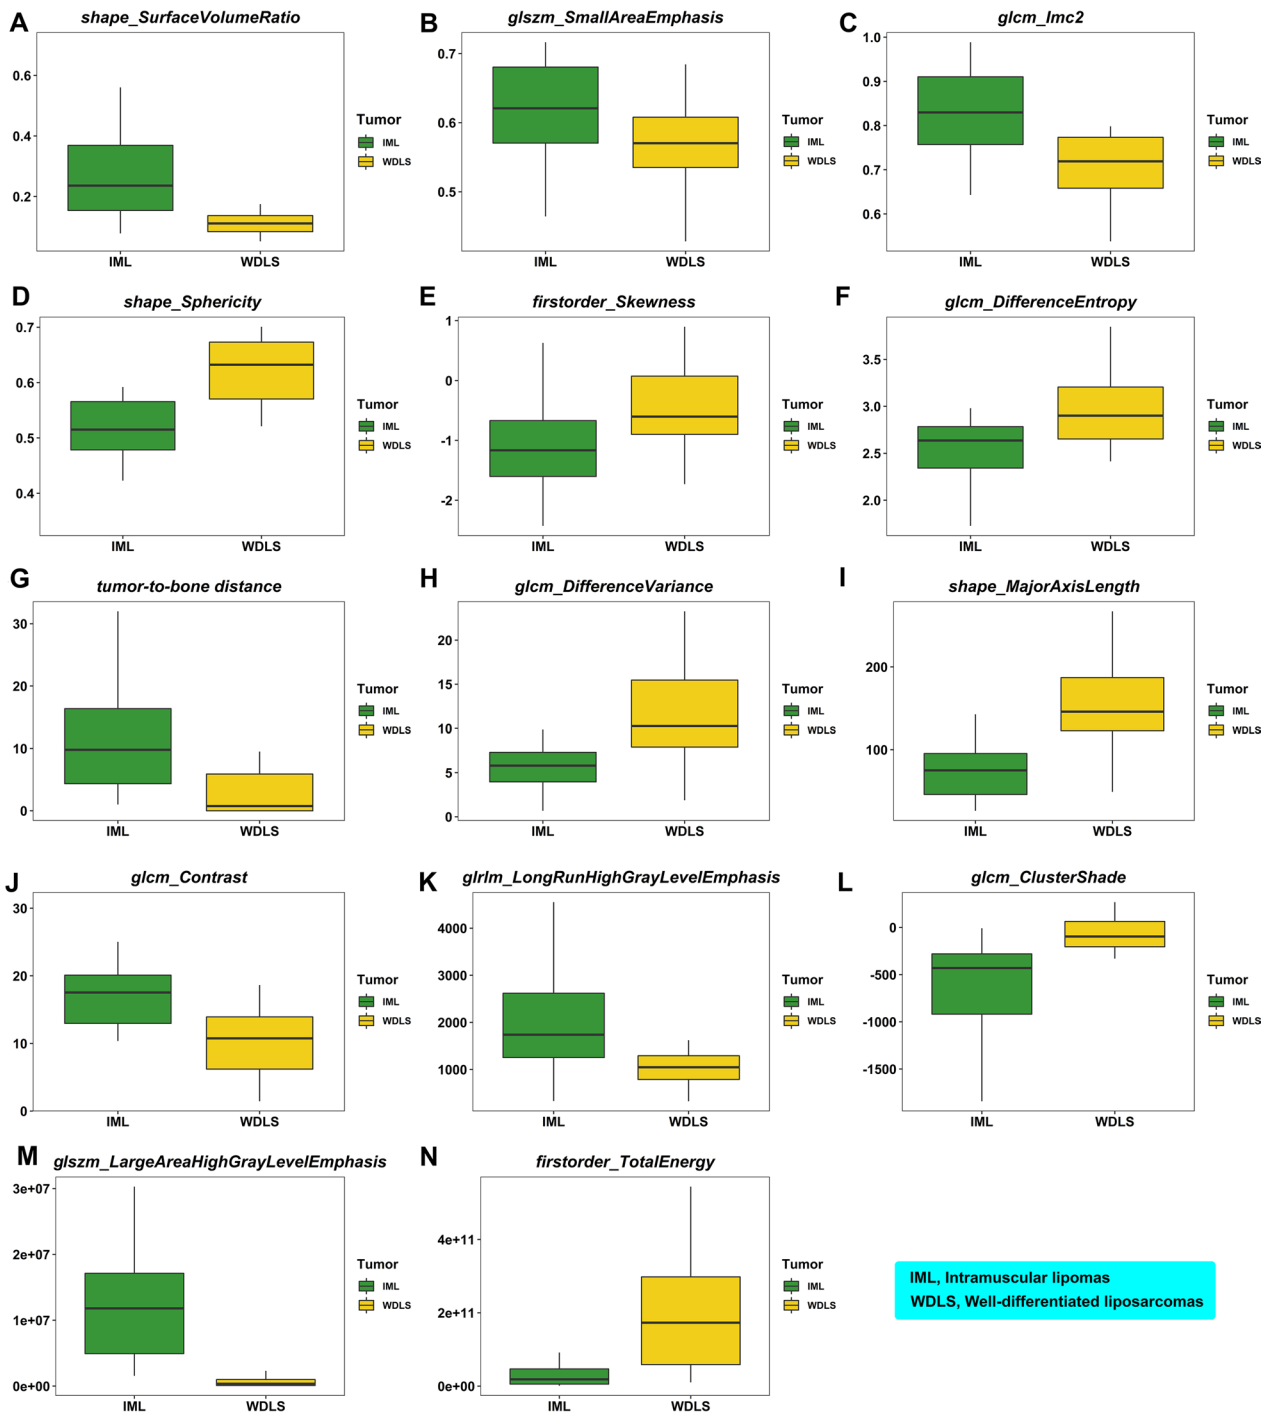 A
shape_SurfaceVolumeRatio
0.6
0.4
0.2
IML
WDLS
Tumor
IML
WDLS
B
glszm_SmallAreaEmphasis
0.7
0.6
0.5
IML
WDLS
Tumor
IML
WDLS
C
glcm_Imc2
1.0
0.9
0.8
0.7
0.6
IML
WDLS
Tumor
IML
WDLS
D
shape_Sphericity
0.7
0.6
0.5
0.4
IML
WDLS
Tumor
IML
WDLS
E
firstorder_Skewness
1
0
-1
-2
IML
WDLS
Tumor
IML
WDLS
F
glcm_DifferenceEntropy
3.5
3.0
2.5
2.0
IML
WDLS
Tumor
IML
WDLS
G
tumor-to-bone distance
30
20
10
0
IML
WDLS
Tumor
IML
WDLS
H
glcm_DifferenceVariance
20
15
10
5
0
IML
WDLS
Tumor
IML
WDLS
I
shape_MajorAxisLength
200
100
IML
WDLS
Tumor
IML
WDLS
J
glcm_Contrast
30
20
10
0
IML
WDLS
Tumor
IML
WDLS
K
glrlm_LongRunHighGrayLevelEmphasis
4000
3000
2000
1000
IML
WDLS
Tumor
IML
WDLS
L
glcm_ClusterShade
0
-500
-1000
-1500
IML
WDLS
Tumor
IML
WDLS
M
glszm_LargeAreaHighGrayLevelEmphasis
3e+07
2e+07
1e+07
0e+00
IML
WDLS
Tumor
IML
WDLS
N
firstorder_TotalEnergy
4e+11
2e+11
0e+00
IML
WDLS
Tumor
IML
WDLS
IML, Intramuscular lipomas
WDLS, Well-differentiated liposarcomas